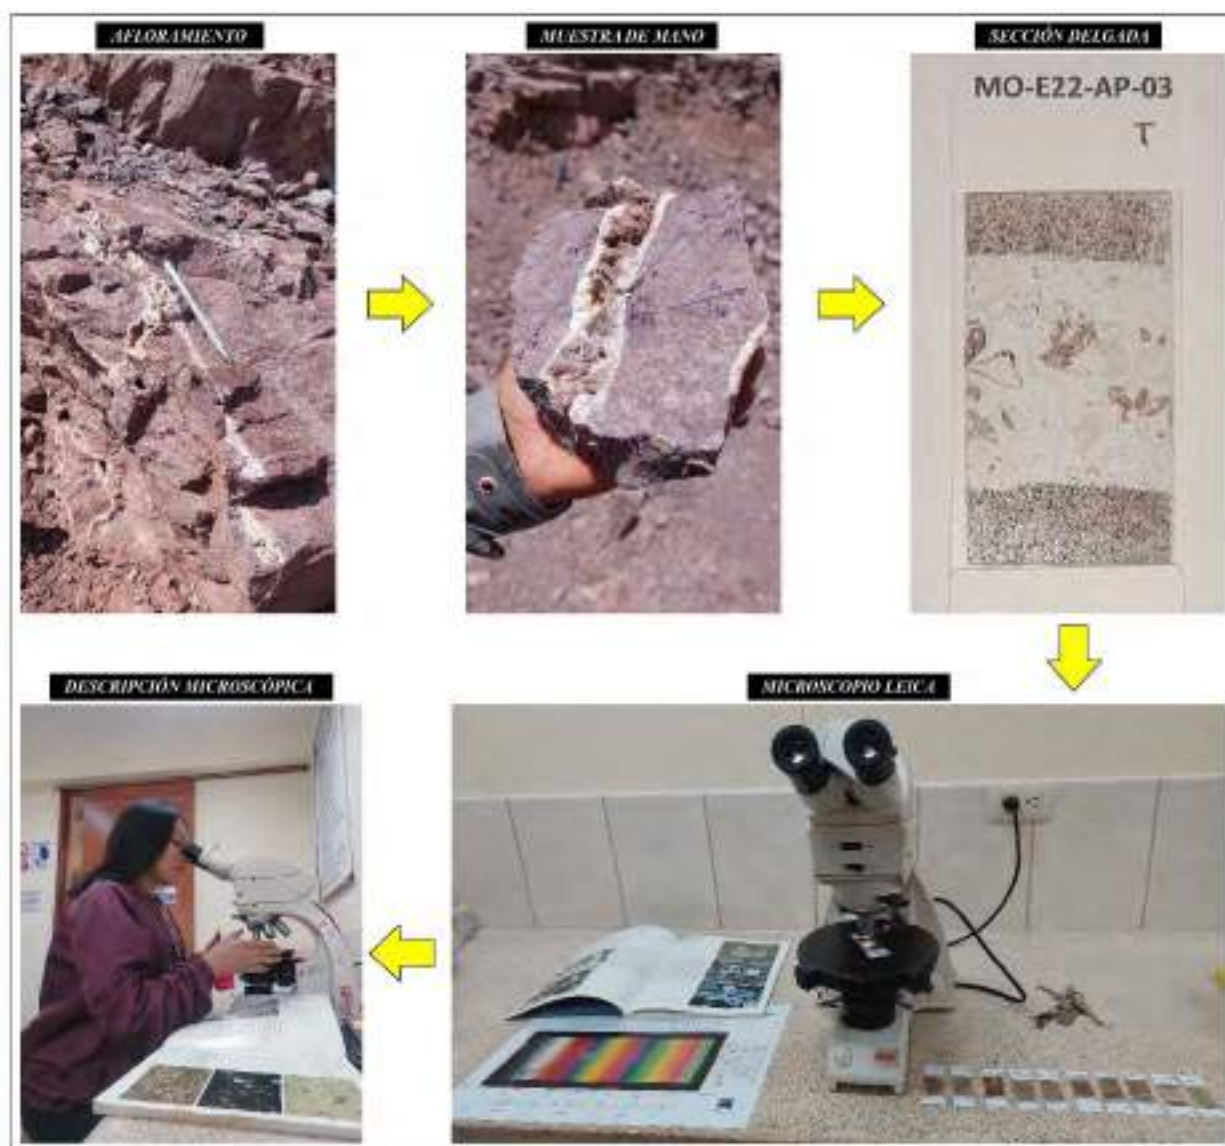 AFLORAMIENTO
MUESTRA DE MANO
SECCIÓN DELGADA
MO-E22-AP-03
T
DESCRIPCIÓN MICROSCÓPICA
MICROSCOPIO LEICA